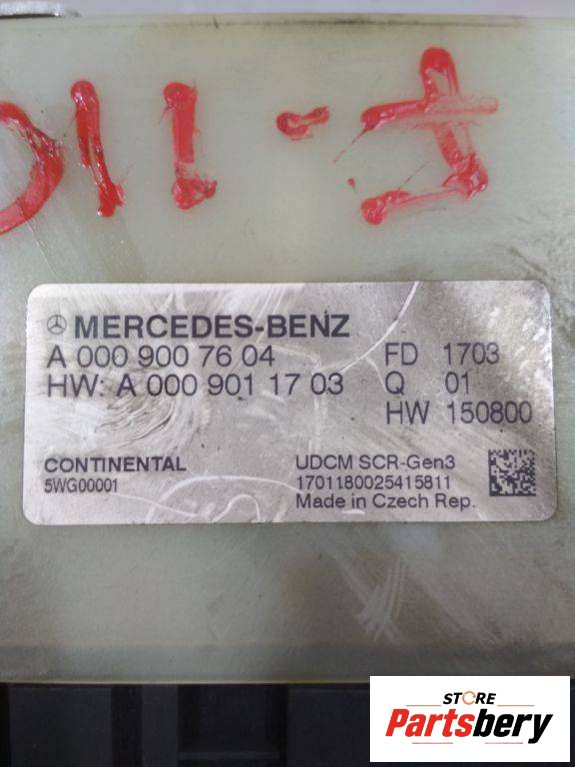 MERCEDES-BENZ
A 000 900 76 04 FD 1703
HW: A 000 901 17 03 Q 01
HW 150800
CONTINENTAL UDCM SCR-Gen3
5WG00001 1701180025415811
Made in Czech Rep.
STORE
Partsbery